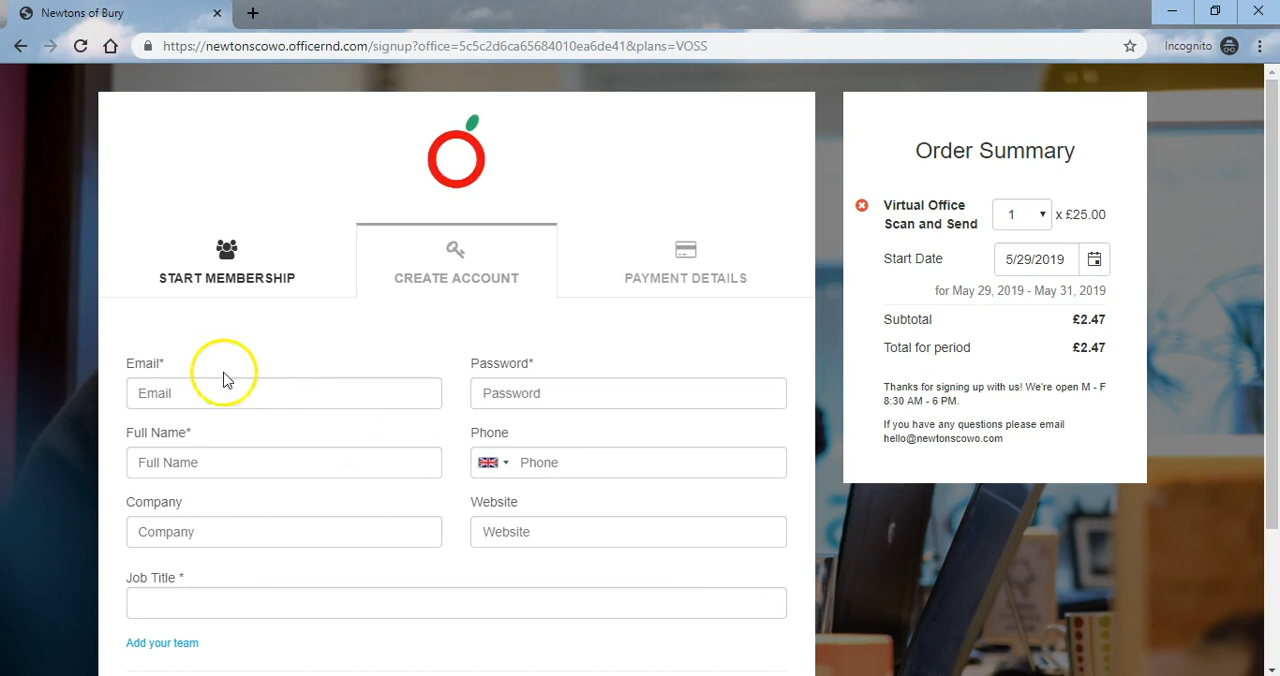 Newtons of Bury
https://newtonscowo.officernd.com/signup?office=5c5c2d6ca65684010ea6de41&plans=VOSS
Incognito
START MEMBERSHIP
CREATE ACCOUNT
PAYMENT DETAILS
Email*
Password*
Email
Password
Full Name*
Phone
Full Name
Phone
Company
Website
Company
Website
Job Title *
Add your team
Order Summary
Virtual Office
Scan and Send
1
x £25.00
Start Date
5/29/2019
for May 29, 2019 - May 31, 2019
Subtotal
£2.47
Total for period
£2.47
Thanks for signing up with us! We're open M - F
8:30 AM - 6 PM.
If you have any questions please email
hello@newtonscowo.com